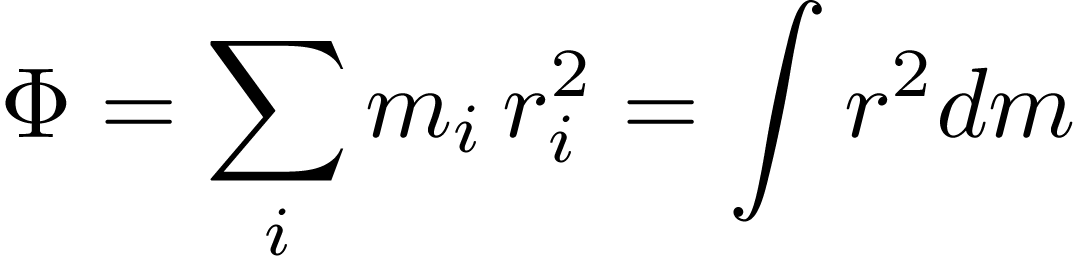 Φ = ∑_i m_i r_i^2 = ∫ r^2 dm